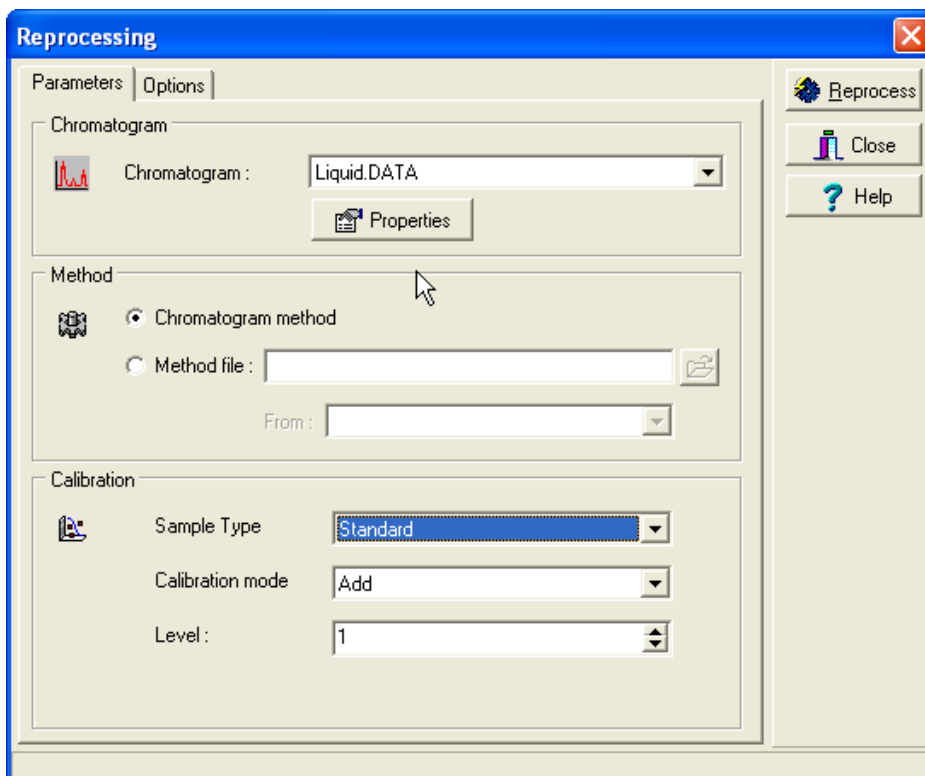 Reprocessing
Parameters Options
Chromatogram
Chromatogram : Liquid.DATA
Properties
Method
Chromatogram method
Method file :
From :
Calibration
Sample Type Standard
Calibration mode Add
Level : 1
Reprocess
Close
Help